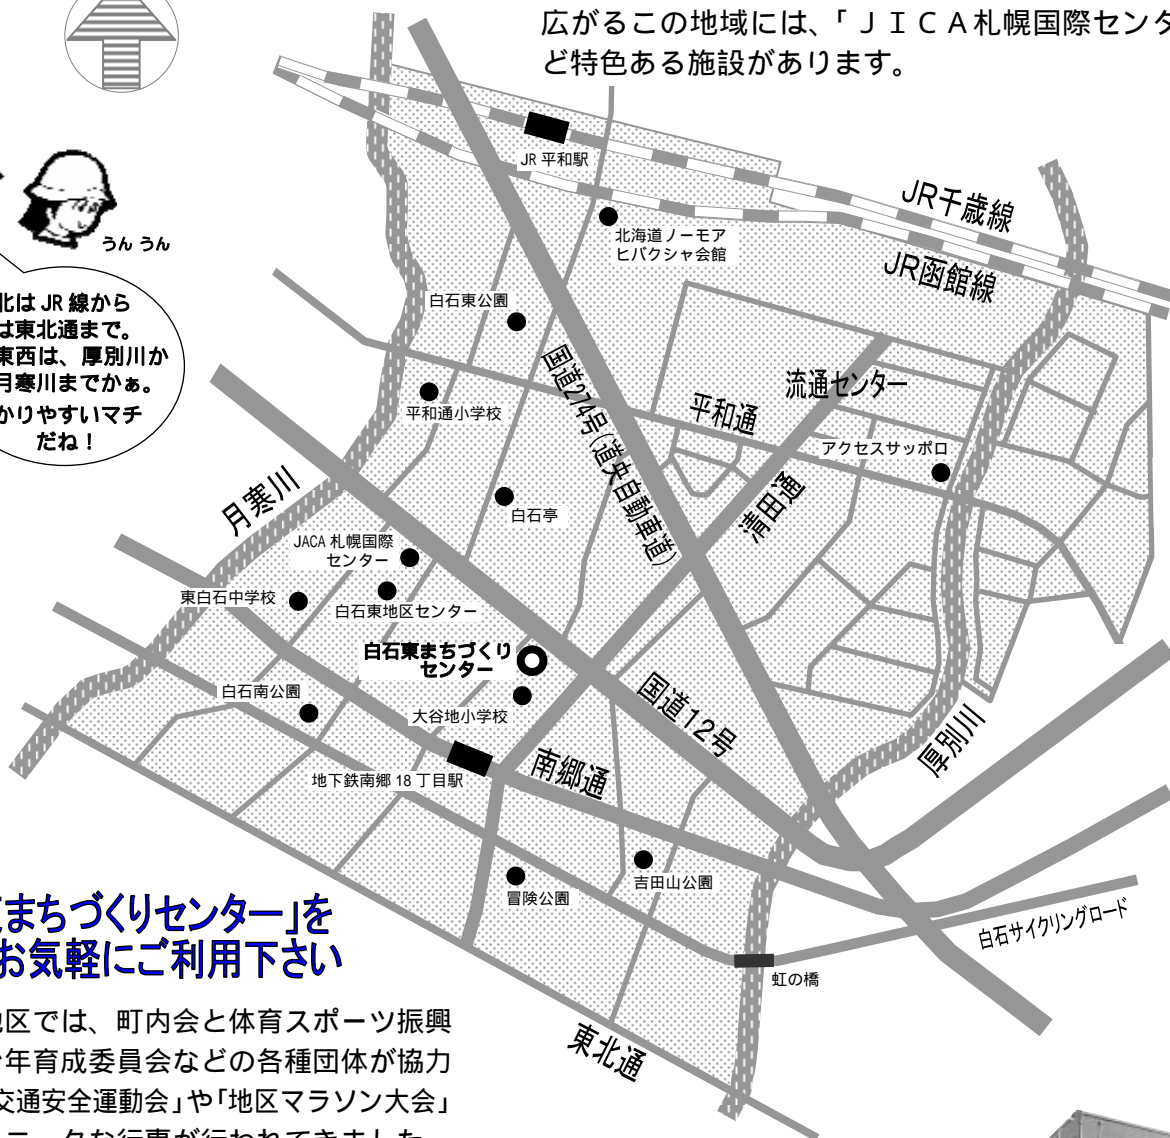 広がるこの地域には、「ＪＩＣＡ札幌国際センタ
ど特色ある施設があります。
うん うん
北は JR 線から
は東北通まで。
東西は、厚別川か
月寒川までかぁ。
かりやすいマチ
だね！
JR 平和駅
JR千歳線
JR函館線
北海道ノーモア
ヒバクシャ会館
白石東公園
国道274号(道央自動車道)
流通センター
平和通
平和通小学校
アクセスサッポロ
清田通
月寒川
白石亭
JACA 札幌国際
センター
東白石中学校
白石東地区センター
白石東まちづくり
センター
白石南公園
大谷地小学校
国道12号
厚別川
地下鉄南郷 18 丁目駅
南郷通
吉田山公園
冒険公園
白石サイクリングロード
虹の橋
東北通
まちづくりセンター」を
お気軽にご利用下さい
地区では、町内会と体育スポーツ振興
年育成委員会などの各種団体が協力
交通安全運動会」や「地区マラソン大会」
ニークな行事が行われてきました